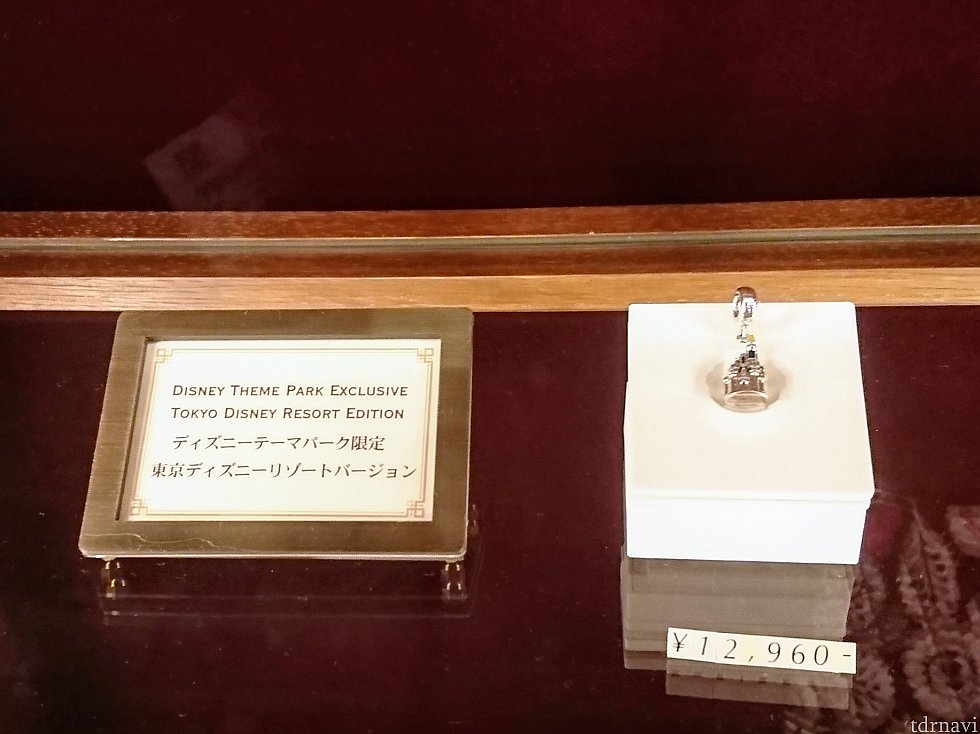 DISNEY THEME PARK EXCLUSIVE
TOKYO DISNEY RESORT EDITION
ディズニーテーマパーク限定
東京ディズニーリゾートバージョン
¥12,960-
tdrnavi